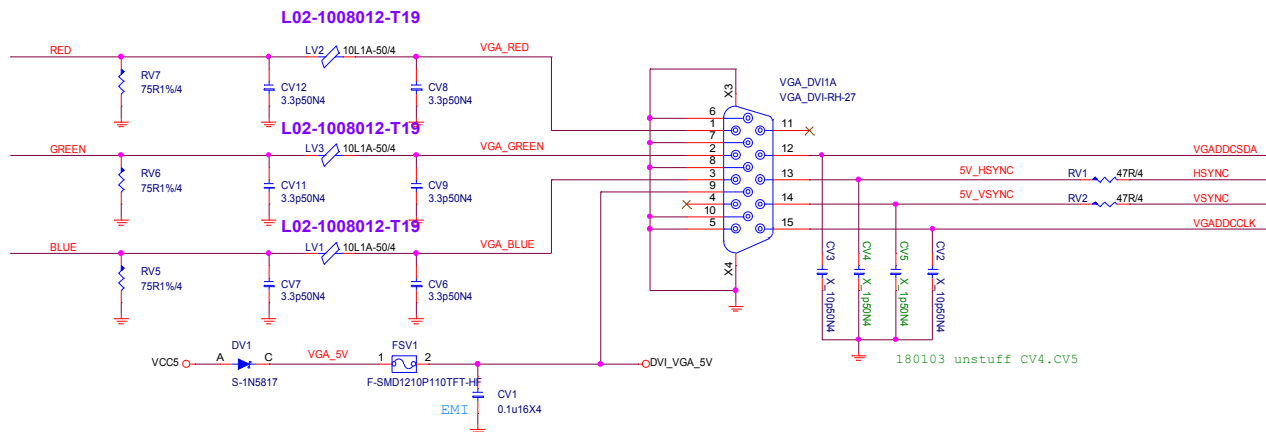 L02-1008012-T19
RED
LV2
10L1A-50/4
VGA_RED
RV7
75R1%/4
CV12
3.3p50N4
CV8
3.3p50N4
L02-1008012-T19
GREEN
LV3
10L1A-50/4
VGA_GREEN
RV6
75R1%/4
CV11
3.3p50N4
CV9
3.3p50N4
L02-1008012-T19
BLUE
LV1
10L1A-50/4
VGA_BLUE
RV5
75R1%/4
CV7
3.3p50N4
CV6
3.3p50N4
VGA_DVI1A
VGA_DVI-RH-27
X3
6
1
7
2
8
3
9
4
10
5
X4
11
12
13
14
15
VGADDCSDA
5V_HSYNC
RV1
47R/4
HSYNC
5V_VSYNC
RV2
47R/4
VSYNC
VGADDCCLK
CV3
X_10p50N4
CV4
X_1p50N4
CV5
X_1p50N4
CV2
X_10p50N4
180103 unstuff CV4.CV5
VCC5
A
DV1
C
S-1N5817
VGA_5V
1
FSV1
2
F-SMD1210P110TFT-HF
DVI_VGA_5V
CV1
0.1u16X4
EMI